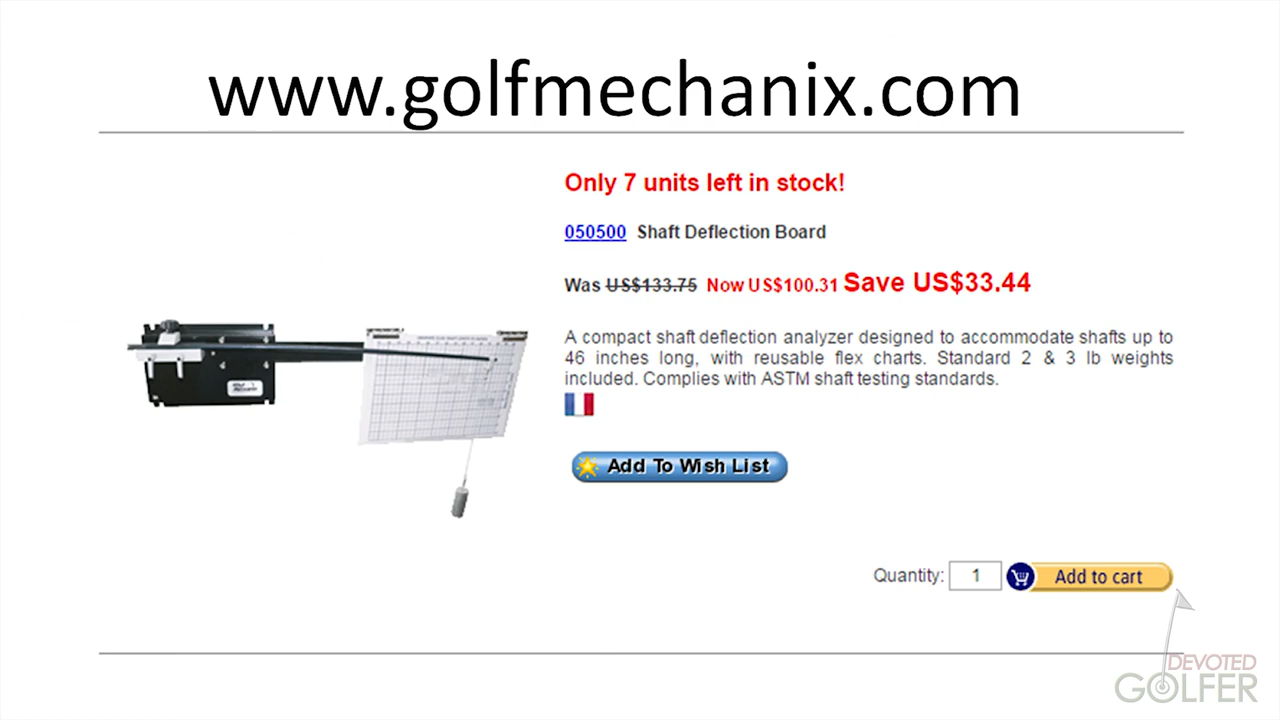 www.golfmechanix.com
Only 7 units left in stock!
050500 Shaft Deflection Board
Was US$133.75 Now US$100.31 Save US$33.44
A compact shaft deflection analyzer designed to accommodate shafts up to
46 inches long, with reusable flex charts. Standard 2 & 3 lb weights
included. Complies with ASTM shaft testing standards.
Add To Wish List
Quantity: 1 Add to cart
DEVOTED
GOLFER